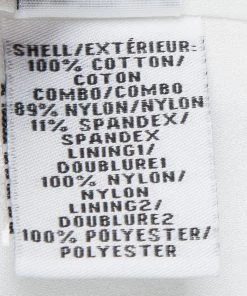 SHELL/EXTÉRIEUR:
100% COTTON/
COTON
COMBO/COMBO
89% NYLON/NYLON
11% SPANDEX/
SPANDEX
LINING1/
DOUBLURE1
100% NYLON/
NYLON
LINING2/
DOUBLURE2
100% POLYESTER/
POLYESTER